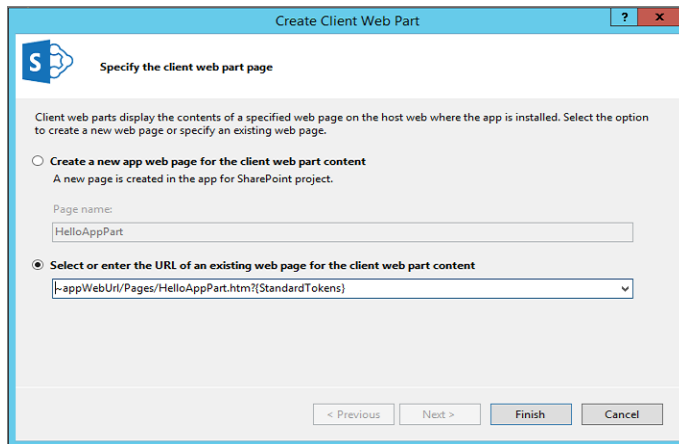 Create Client Web Part
? x
S
Specify the client web part page
Client web parts display the contents of a specified web page on the host web where the app is installed. Select the option
to create a new web page or specify an existing web page.
Create a new app web page for the client web part content
A new page is created in the app for SharePoint project.
Page name:
HelloAppPart
Select or enter the URL of an existing web page for the client web part content
~appWebUrl/Pages/HelloAppPart.htm?{StandardTokens}
< Previous Next > Finish Cancel